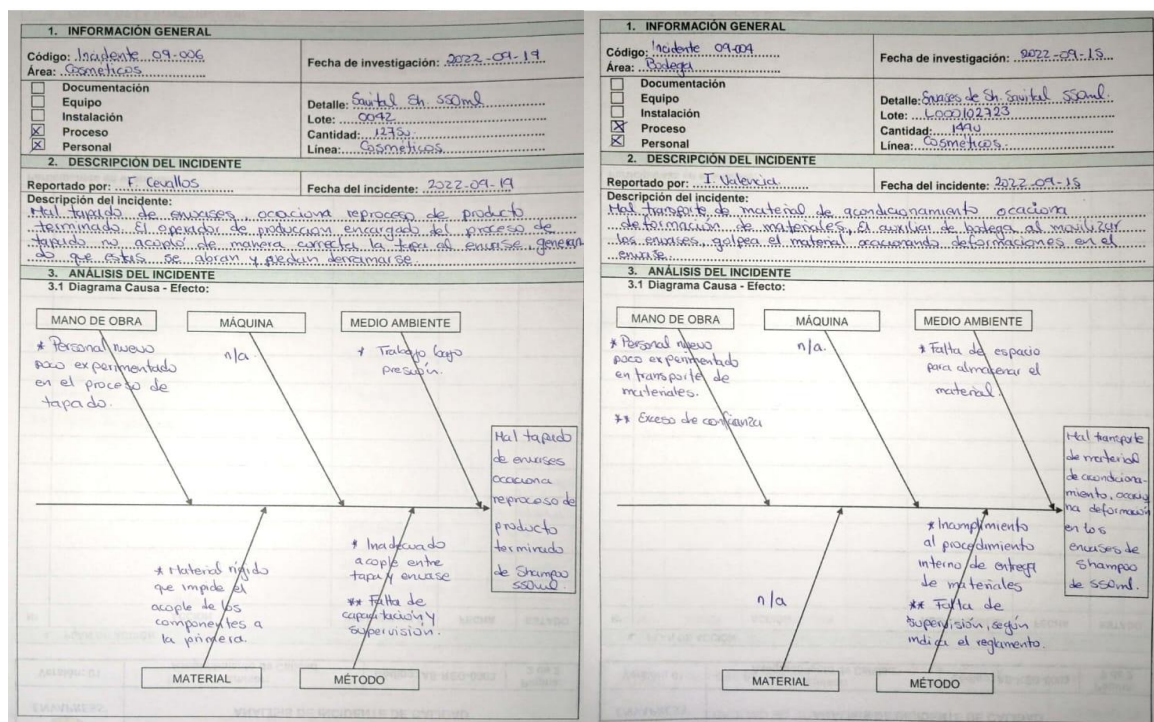 1. INFORMACIÓN GENERAL
Código: Incidente 09-006
Área: Cosméticos
Fecha de investigación: 2022-09-19
Documentación
Equipo
Instalación
Proceso
Personal
Detalle: Savital Sh. 550ml
Lote: 0042
Cantidad: 1275u
Línea: Cosméticos
2. DESCRIPCIÓN DEL INCIDENTE
Reportado por: F. Cevallos
Fecha del incidente: 2022-09-19
Descripción del incidente:
Mal tapado de envases, ocaciona reproceso de producto
terminado. El operador de producción encargado del proceso de
tapado no acopló de manera correcta la tapa al envase, generan
do que estas se abran y puedan derramarse
3. ANÁLISIS DEL INCIDENTE
3.1 Diagrama Causa - Efecto:
MANO DE OBRA
MÁQUINA
MEDIO AMBIENTE
* Personal nuevo
poco experimentado
en el proceso de
tapado.
n/a.
* Trabajo bajo
presión.
Mal tapado
de envases
ocaciona
reproceso de
producto
terminado
de Shampoo
550ml.
* Material rígido
que impide el
acople de los
componentes a
la primera.
* Inadecuado
acople entre
tapa y envase
** Falta de
capacitación y
supervisión.
MATERIAL
MÉTODO
1. INFORMACIÓN GENERAL
Código: Incidente 09-004
Área: Bodega
Fecha de investigación: 2022-09-15
Documentación
Equipo
Instalación
Proceso
Personal
Detalle: Envases de Sh. Savital 550ml.
Lote: L000102723
Cantidad: 144u
Línea: Cosméticos.
2. DESCRIPCIÓN DEL INCIDENTE
Reportado por: I. Valencia
Fecha del incidente: 2022-09-15
Descripción del incidente:
Mal transporte de material de acondicionamiento ocaciona
deformación de materiales, El auxiliar de bodega al movilizar
los envases, golpea el material ocacionando deformaciones en el
envase.
3. ANÁLISIS DEL INCIDENTE
3.1 Diagrama Causa - Efecto:
MANO DE OBRA
MÁQUINA
MEDIO AMBIENTE
* Personal nuevo
poco experimentado
en transporte de
materiales.
** Exceso de confianza
n/a.
* Falta de espacio
para almacenar el
material.
Mal transporte
de material
de acondiciona-
miento, ocacio
na deformación
en los
envases de
Shampoo
de 550ml.
n/a
* Incumplimiento
al procedimiento
interno de entrega
de materiales
** Falta de
supervisión, según
indica el reglamento.
MATERIAL
MÉTODO